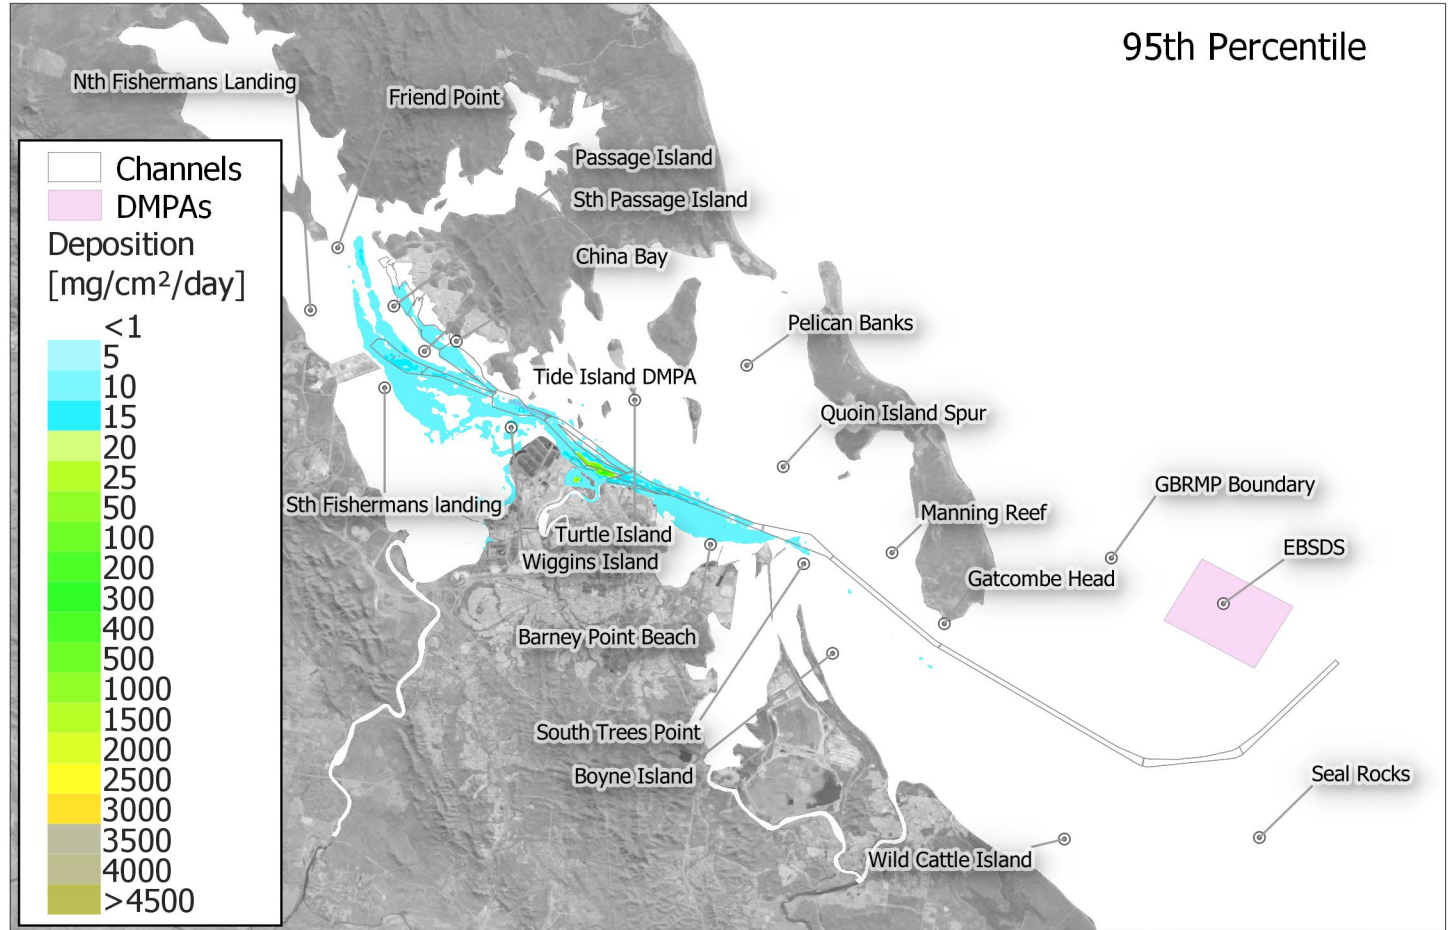 95th Percentile
Nth Fishermans Landing
Friend Point
Passage Island
Sth Passage Island
China Bay
Pelican Banks
Tide Island DMPA
Quoin Island Spur
GBRMP Boundary
Sth Fishermans landing
Manning Reef
Turtle Island
EBSDS
Wiggins Island
Gatcombe Head
Barney Point Beach
South Trees Point
Boyne Island
Seal Rocks
Wild Cattle Island
Channels
DMPAs
Deposition
[mg/cm²/day]
<1
5
10
15
20
25
50
100
200
300
400
500
1000
1500
2000
2500
3000
3500
4000
>4500